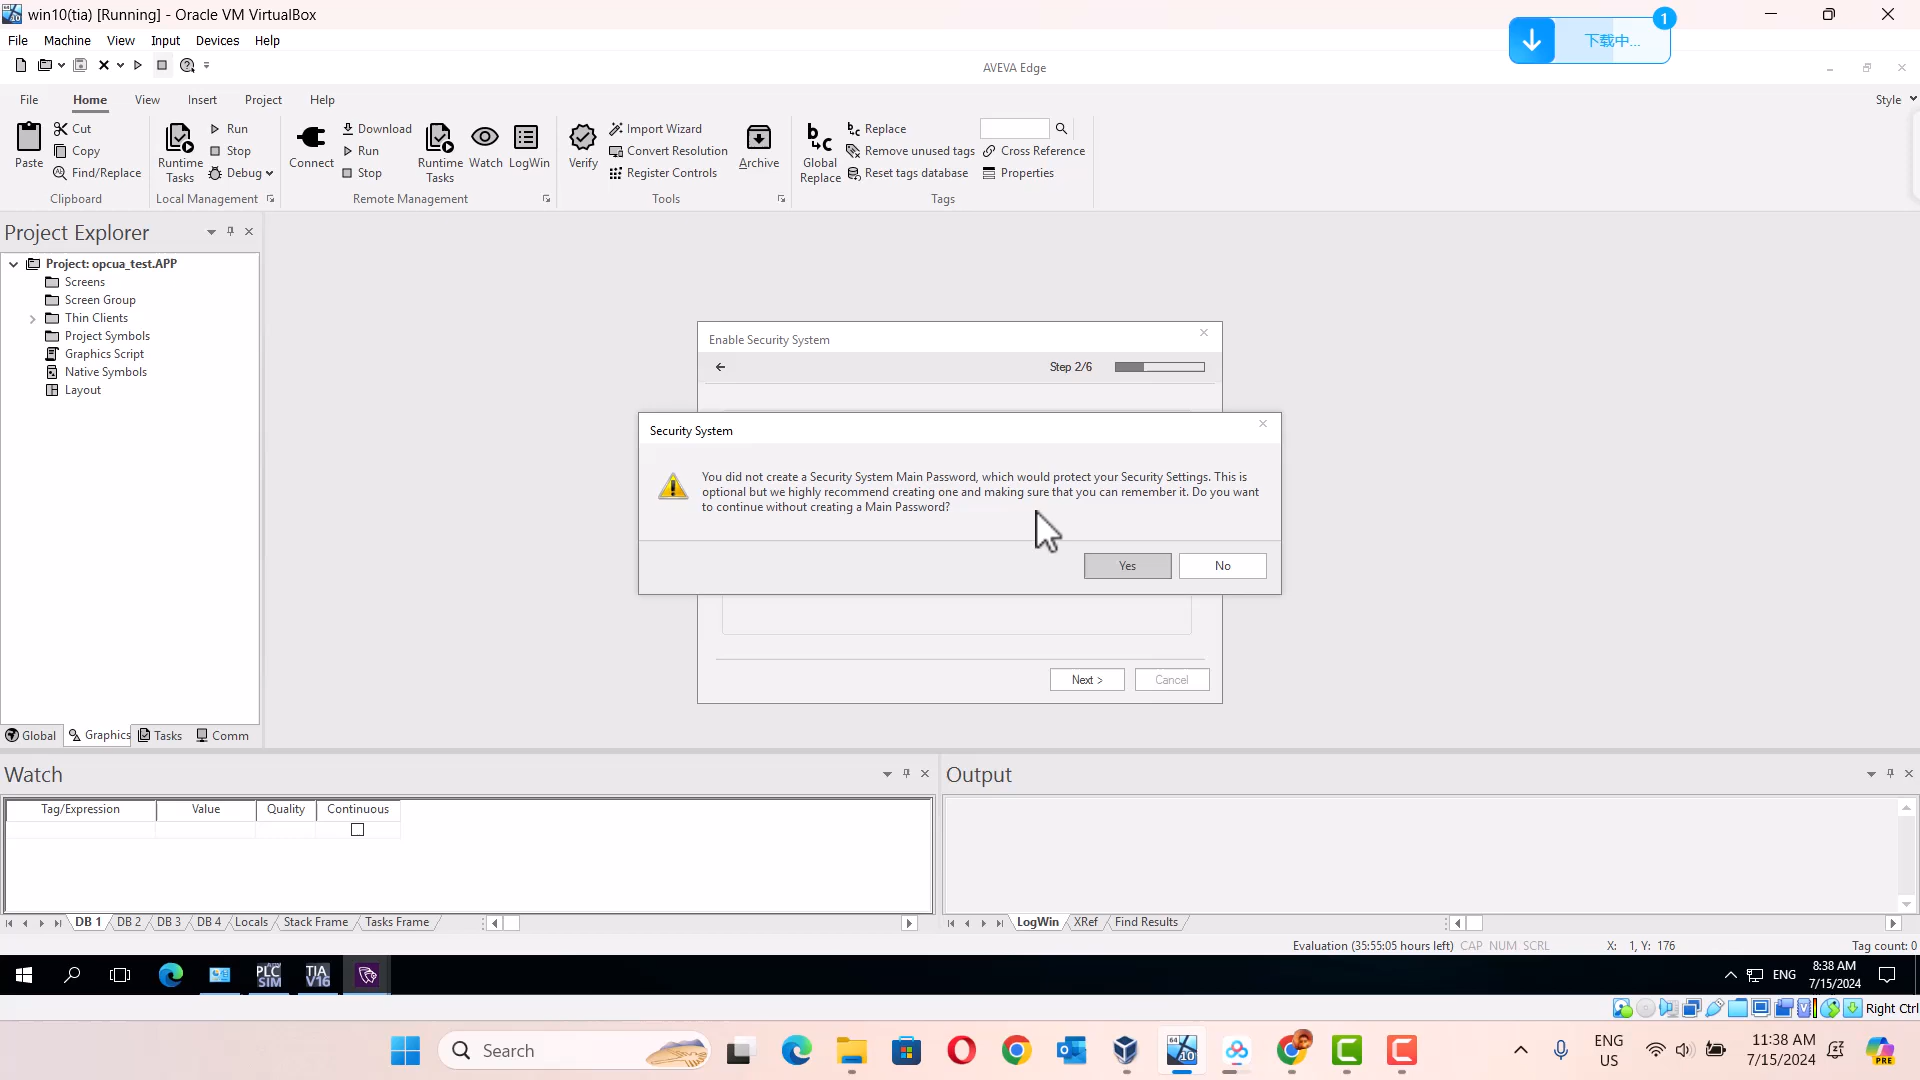 win10(tia) [Running] - Oracle VM VirtualBox
File Machine View Input Devices Help
1
下载中...
AVEVA Edge
File Home View Insert Project Help
Style
Paste
Cut
Copy
Find/Replace
Clipboard
Runtime Tasks
Run
Stop
Debug
Local Management
Connect
Download
Run
Stop
Runtime Tasks
Watch
LogWin
Remote Management
Verify
Import Wizard
Convert Resolution
Register Controls
Archive
Tools
Global Replace
Replace
Remove unused tags
Reset tags database
Cross Reference
Properties
Tags
Project Explorer
Project: opcua_test.APP
Screens
Screen Group
Thin Clients
Project Symbols
Graphics Script
Native Symbols
Layout
Global Graphics Tasks Comm
Enable Security System
Step 2/6
Security System
You did not create a Security System Main Password, which would protect your Security Settings. This is
optional but we highly recommend creating one and making sure that you can remember it. Do you want
to continue without creating a Main Password?
Yes No
Next > Cancel
Watch
Tag/Expression Value Quality Continuous
DB 1 DB 2 DB 3 DB 4 Locals Stack Frame Tasks Frame
Output
LogWin XRef Find Results
Evaluation (35:55:05 hours left) CAP NUM SCRL X: 1, Y: 176 Tag count: 0
PLC SIM
TIA V16
ENG
8:38 AM
7/15/2024
Right Ctrl
Search
64
10
ENG
US
11:38 AM
7/15/2024
PRE